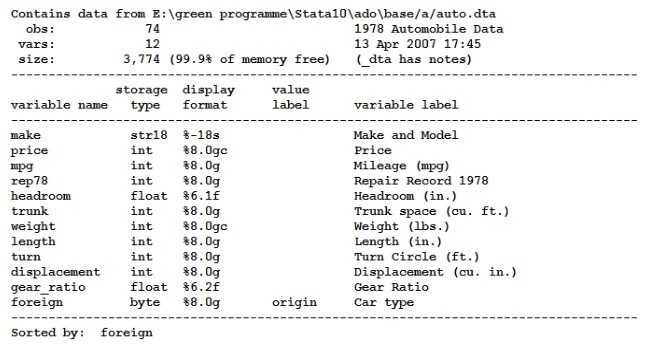 Contains data from E:\green programme\Stata10\ado\base/a/auto.dta
obs: 74 1978 Automobile Data
vars: 12 13 Apr 2007 17:45
size: 3,774 (99.9% of memory free) (_dta has notes)
storage display value
variable name type format label variable label
make str18 %-18s Make and Model
price int %8.0gc Price
mpg int %8.0g Mileage (mpg)
rep78 int %8.0g Repair Record 1978
headroom float %6.1f Headroom (in.)
trunk int %8.0g Trunk space (cu. ft.)
weight int %8.0gc Weight (lbs.)
length int %8.0g Length (in.)
turn int %8.0g Turn Circle (ft.)
displacement int %8.0g Displacement (cu. in.)
gear_ratio float %6.2f Gear Ratio
foreign byte %8.0g origin Car type
Sorted by: foreign